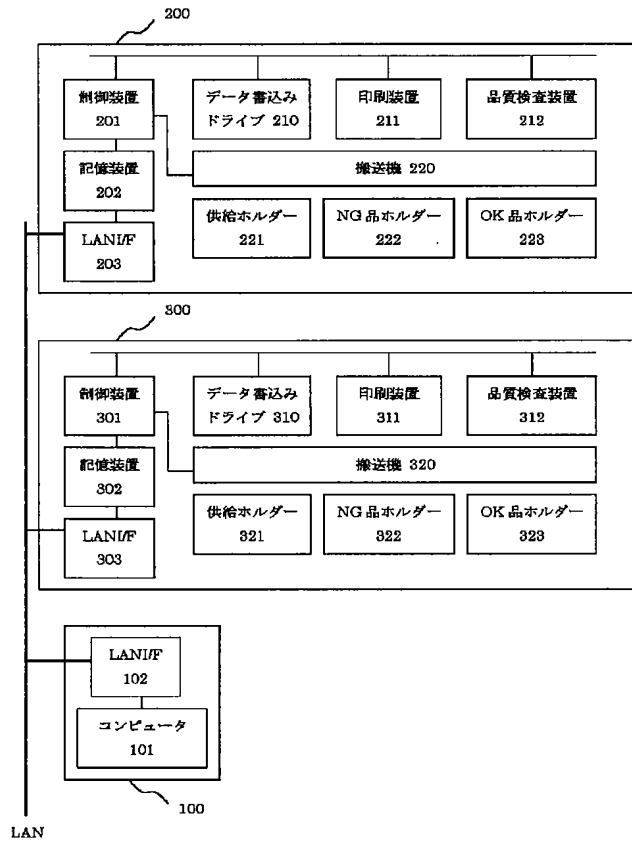 200
制御装置
201
データ書込み
ドライブ 210
印刷装置
211
品質検査装置
212
記憶装置
202
搬送機 220
LANI/F
203
供給ホルダー
221
NG 品ホルダー
222
OK 品ホルダー
223
300
制御装置
301
データ書込み
ドライブ 310
印刷装置
311
品質検査装置
312
記憶装置
302
搬送機 320
LANI/F
303
供給ホルダー
321
NG 品ホルダー
322
OK 品ホルダー
323
LANI/F
102
コンピュータ
101
100
LAN